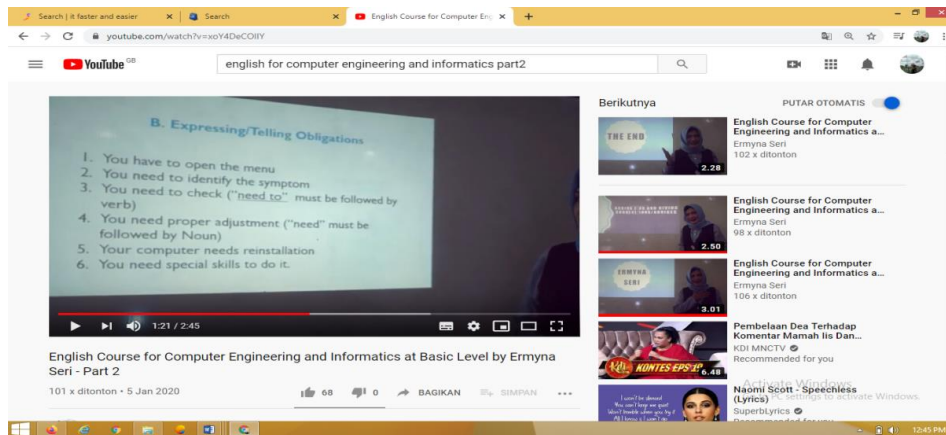 Search | it faster and easier
Search
English Course for Computer Eng
youtube.com/watch?v=xoY4DeCOIIY
YouTube GB
english for computer engineering and informatics part2
B. Expressing/Telling Obligations
1. You have to open the menu
2. You need to identify the symptom
3. You need to check ("need to" must be followed by
verb)
4. You need proper adjustment ("need" must be
followed by Noun)
5. Your computer needs reinstallation
6. You need special skills to do it.
1:21 / 2:45
English Course for Computer Engineering and Informatics at Basic Level by Ermyna
Seri - Part 2
101 x ditonton • 5 Jan 2020
68
0
BAGIKAN
SIMPAN
Berikutnya
PUTAR OTOMATIS
THE END
2.28
English Course for Computer
Engineering and Informatics a...
Ermyna Seri
102 x ditonton
2.50
English Course for Computer
Engineering and Informatics a...
Ermyna Seri
98 x ditonton
ERMYNA
SERI
3.01
English Course for Computer
Engineering and Informatics a...
Ermyna Seri
106 x ditonton
KONTES EPS
6.48
Pembelaan Dea Terhadap
Komentar Mamah Iis Dan...
KDI MNCTV
Recommended for you
Naomi Scott - Speechless
(Lyrics)
SuperbLyrics
Recommended for you
I won't be silenced
Activate Windows
PC settings to activate Windows.
12:45 PM